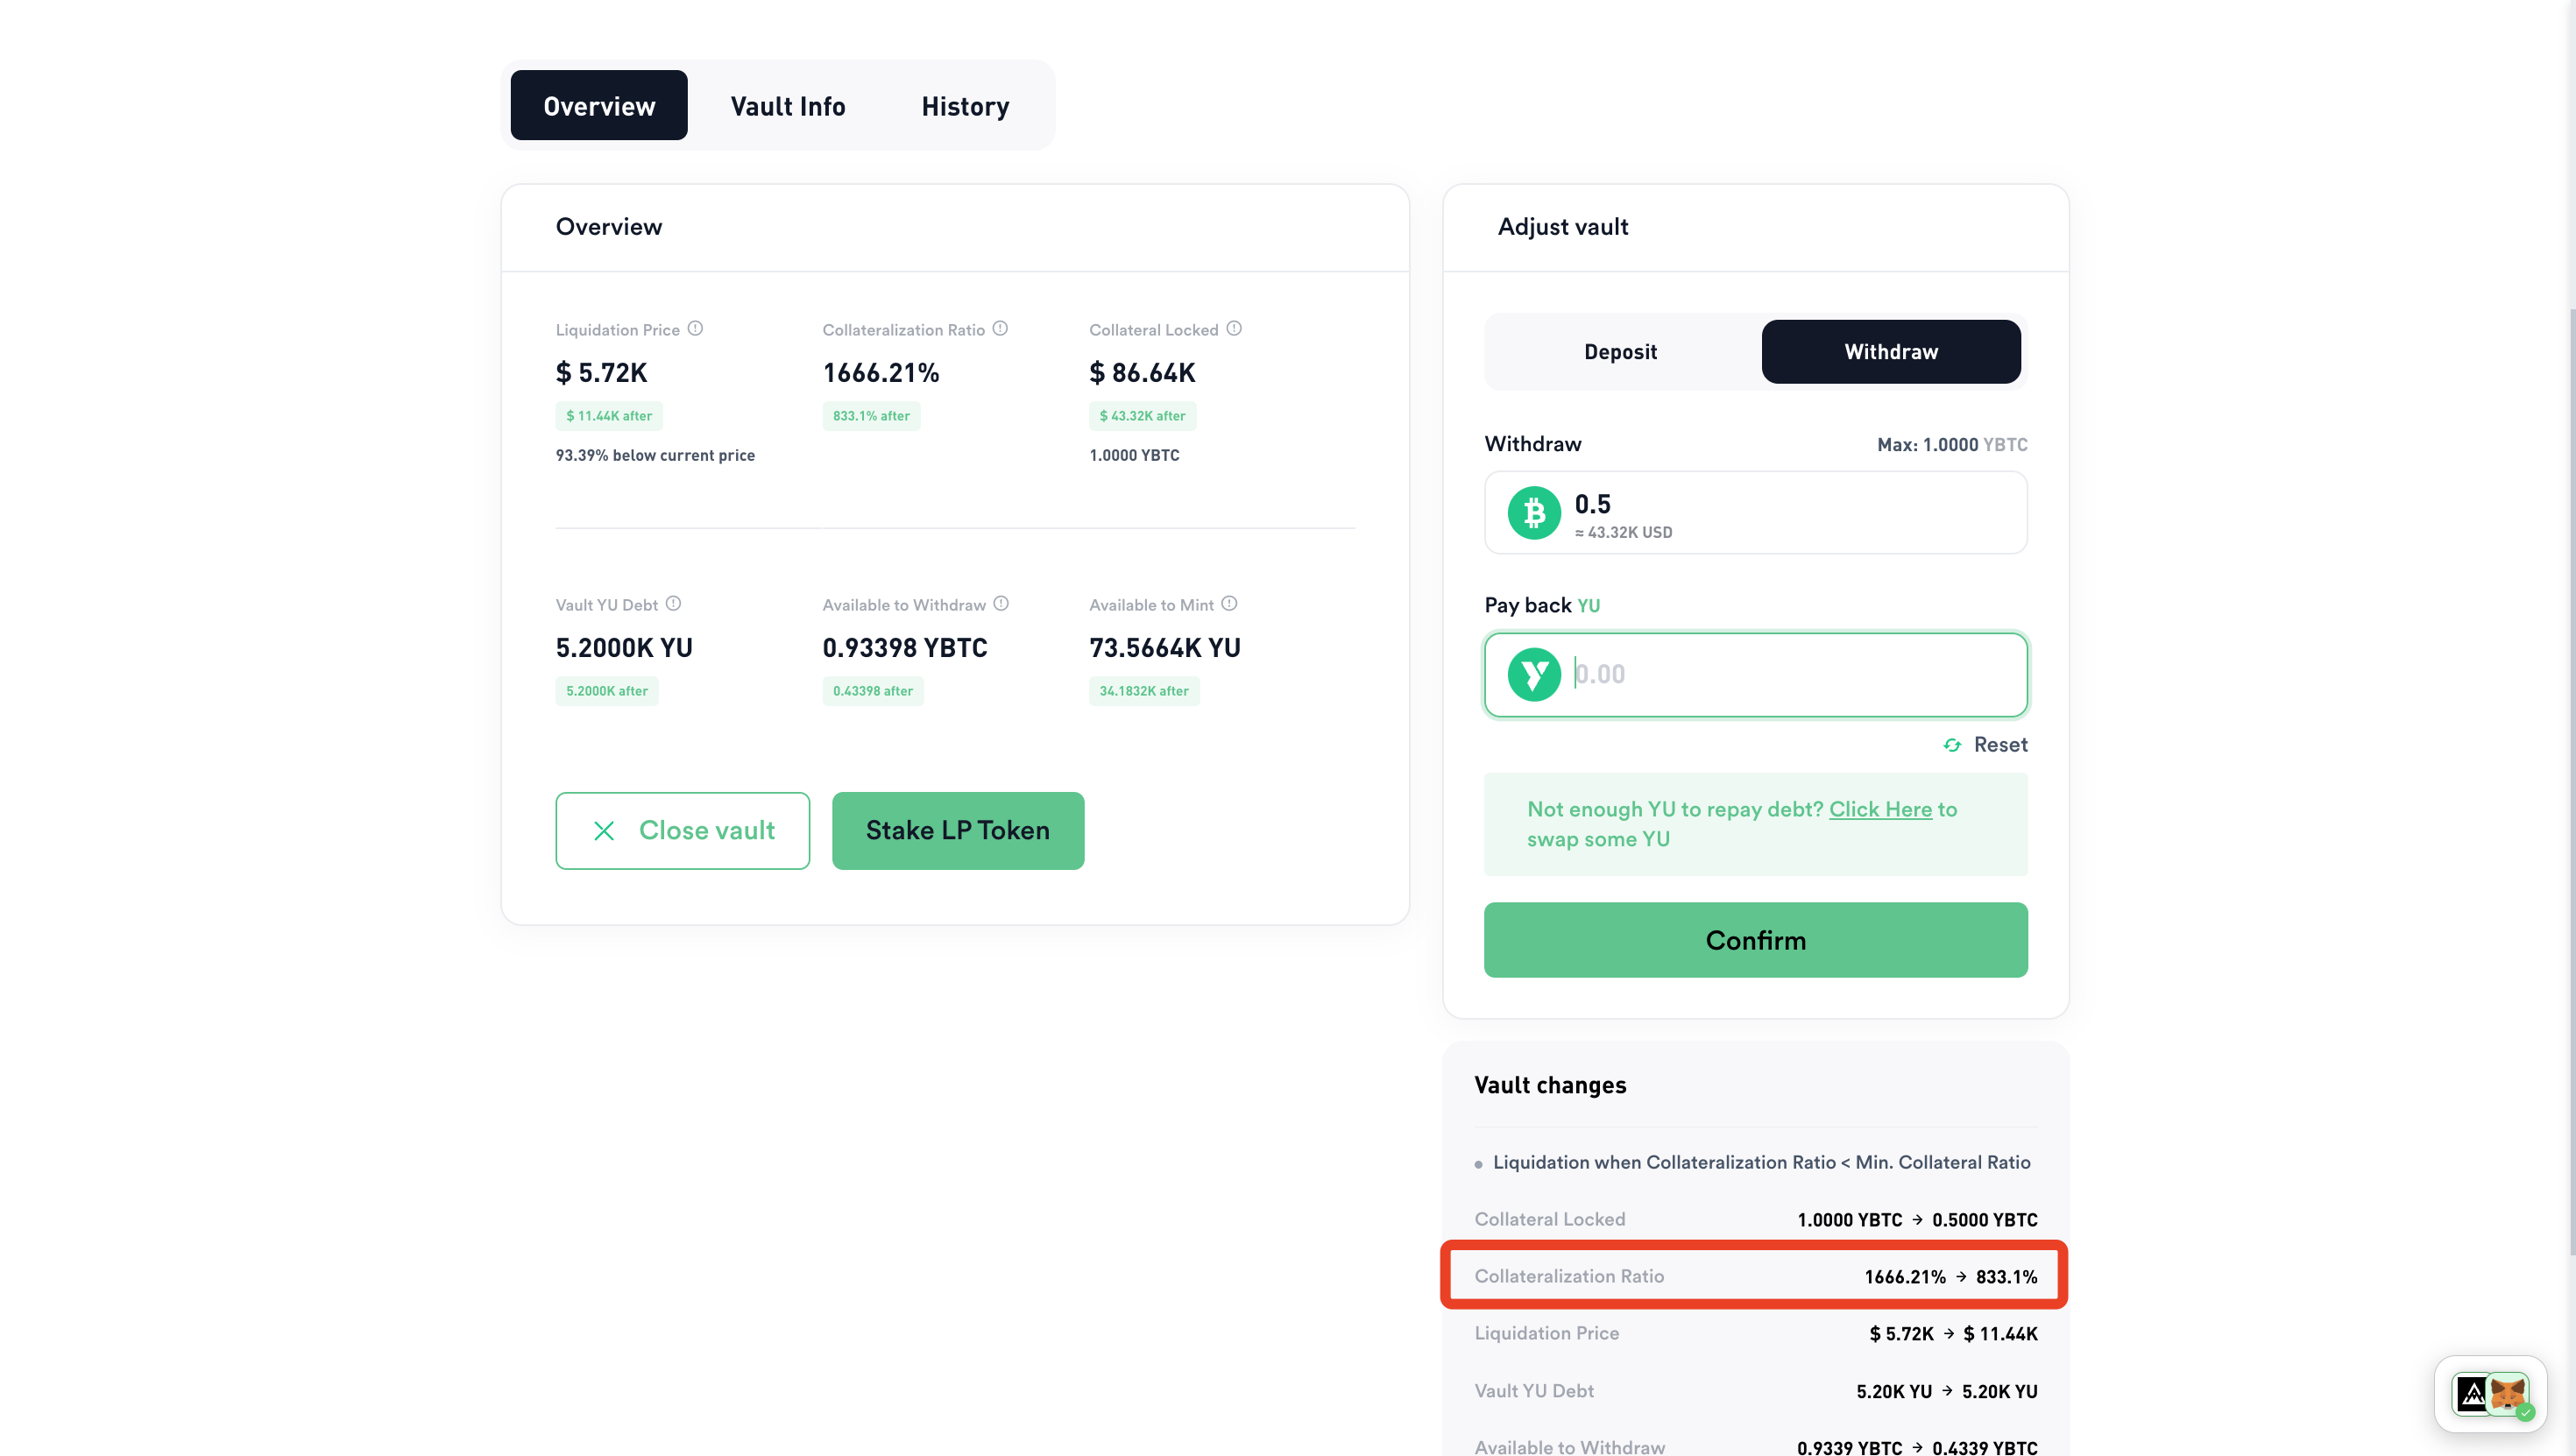 Overview
Vault Info
History
Overview
Liquidation Price
Collateralization Ratio
Collateral Locked
$ 5.72K
1666.21%
$ 86.64K
$ 11.44K after
833.1% after
$ 43.32K after
93.39% below current price
1.0000 YBTC
Vault YU Debt
Available to Withdraw
Available to Mint
5.2000K YU
0.93398 YBTC
73.5664K YU
5.2000K after
0.43398 after
34.1832K after
Close vault
Stake LP Token
Adjust vault
Deposit
Withdraw
Withdraw
Max: 1.0000 YBTC
0.5
≈ 43.32K USD
Pay back YU
0.00
Reset
Not enough YU to repay debt? Click Here to
swap some YU
Confirm
Vault changes
Liquidation when Collateralization Ratio < Min. Collateral Ratio
Collateral Locked 1.0000 YBTC → 0.5000 YBTC
Collateralization Ratio 1666.21% → 833.1%
Liquidation Price $ 5.72K → $ 11.44K
Vault YU Debt 5.20K YU → 5.20K YU
Available to Withdraw 0.9339 YBTC → 0.4339 YBTC